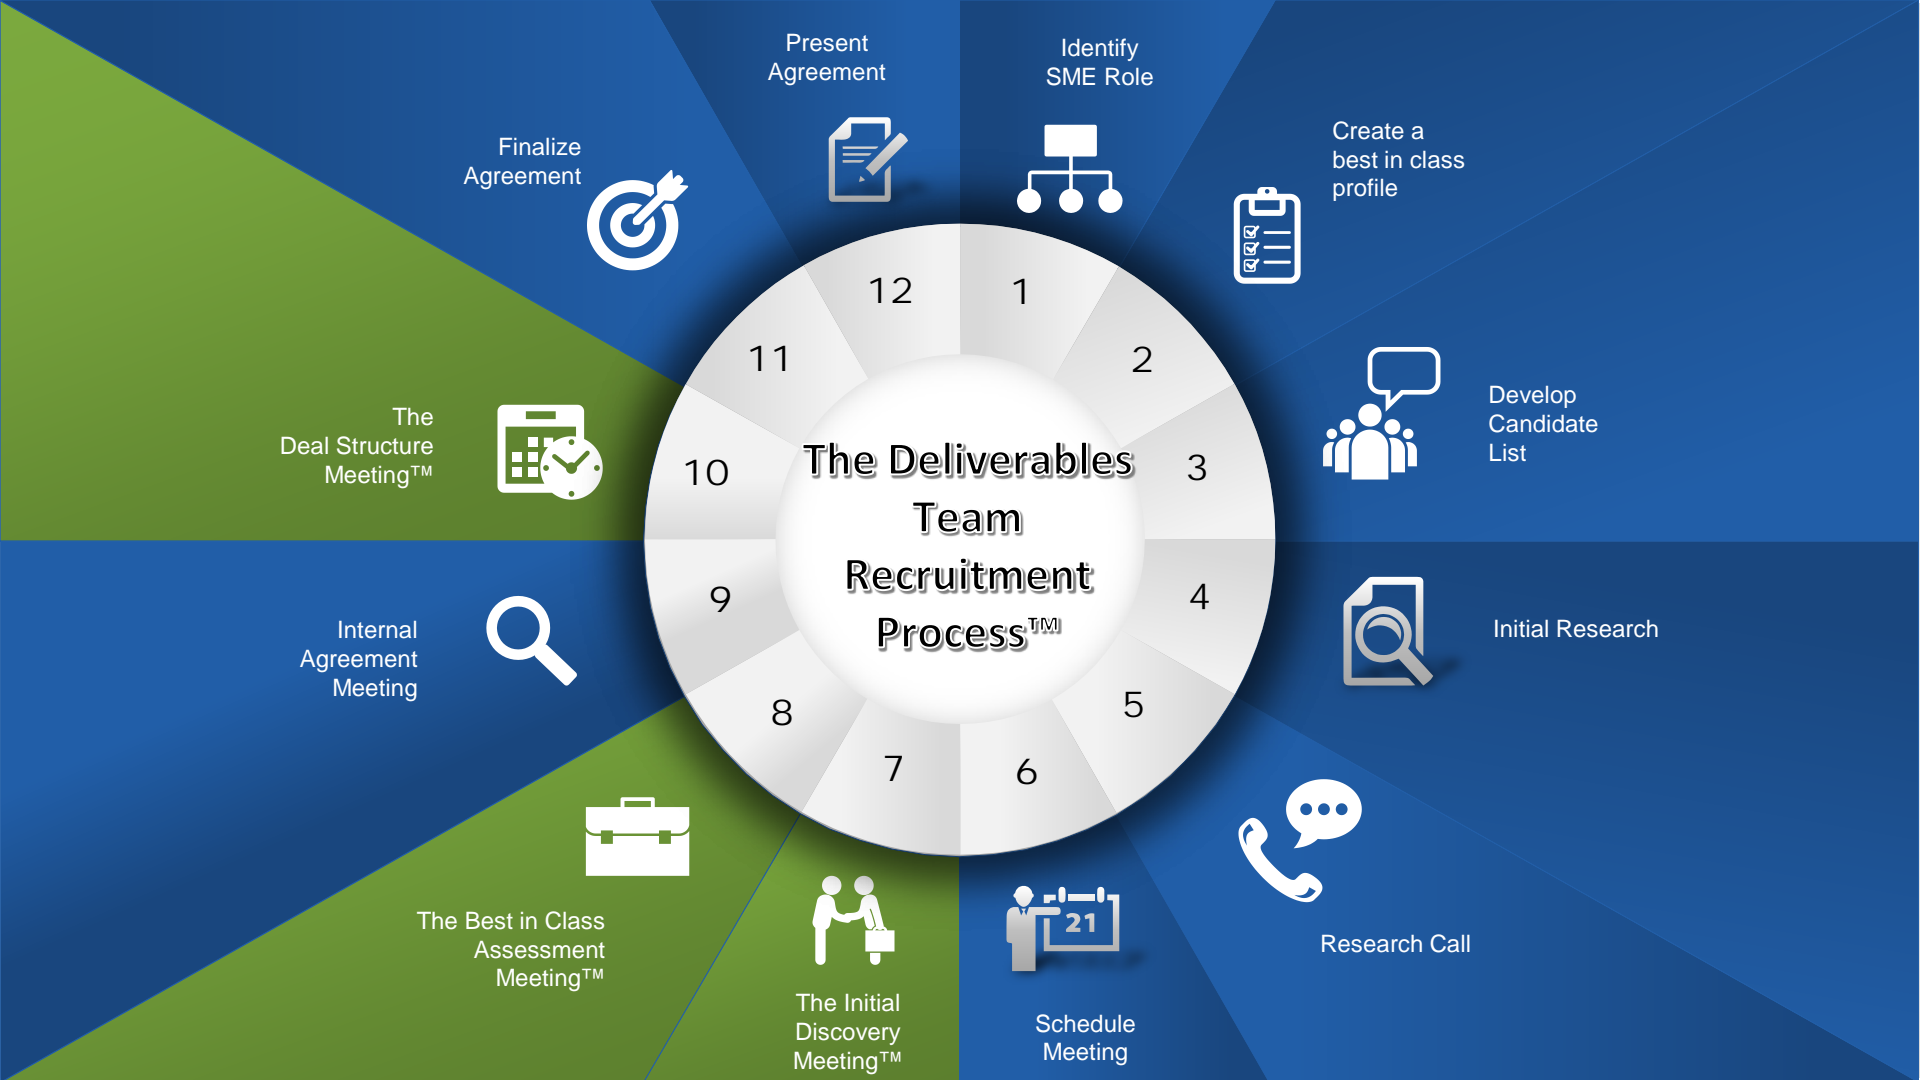 The Deliverables
Team
Recruitment
Process™
1
Identify
SME Role
2
Create a
best in class
profile
3
Develop
Candidate
List
4
Initial Research
5
Research Call
6
21
Schedule
Meeting
7
The Initial
Discovery
Meeting™
8
The Best in Class
Assessment
Meeting™
9
Internal
Agreement
Meeting
10
The
Deal Structure
Meeting™
11
Finalize
Agreement
12
Present
Agreement